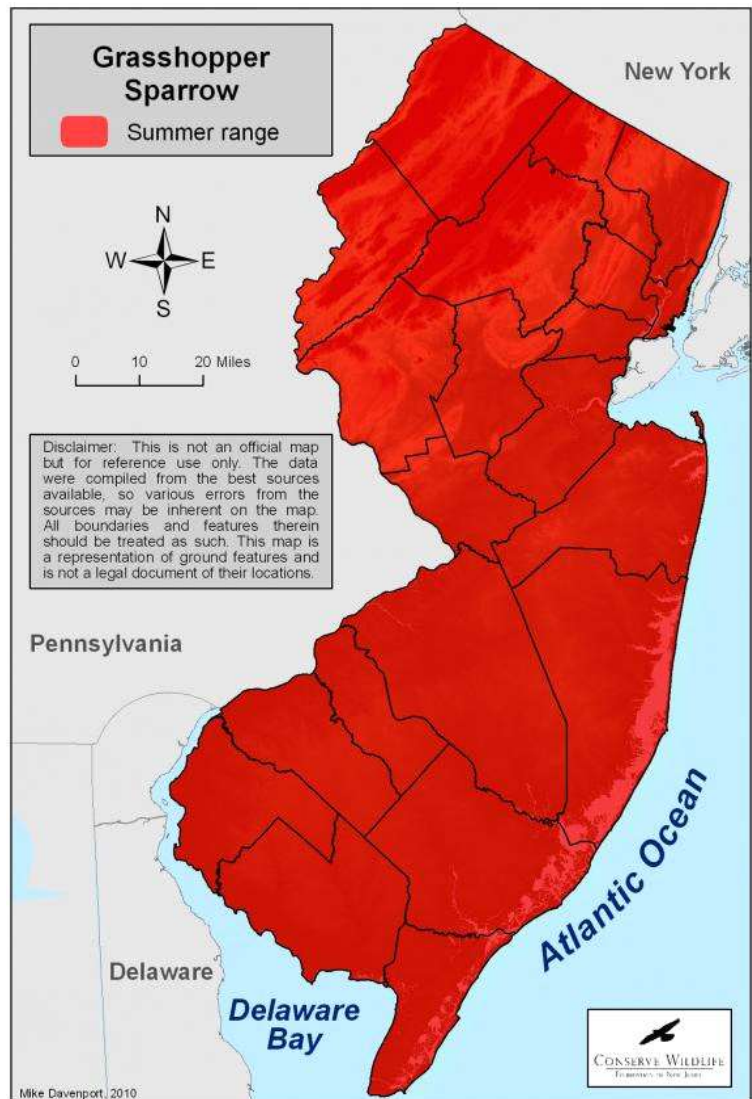 Grasshopper
Sparrow
Summer range
New York
N
W
E
S
0 10 20 Miles
Disclaimer: This is not an official map
but for reference use only. The data
were compiled from the best sources
available, so various errors from the
sources may be inherent on the map.
All boundaries and features therein
should be treated as such. This map is
a representation of ground features and
is not a legal document of their locations.
Pennsylvania
Atlantic Ocean
Delaware
Delaware
Bay
CONSERVE WILDLIFE
FOUNDATION OF NEW JERSEY
Mike Davenport, 2010